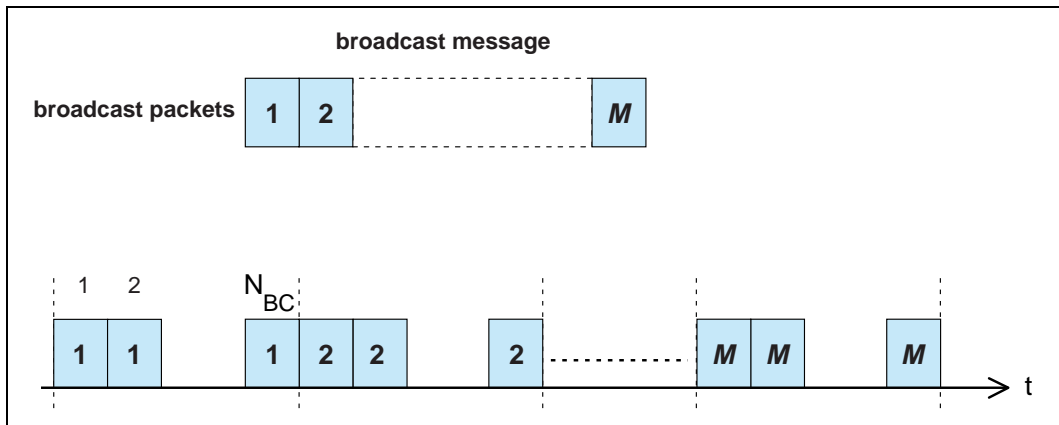 broadcast message
broadcast packets 1 2 M
1 2 N BC
1 1 1 2 2 2 M M M
t